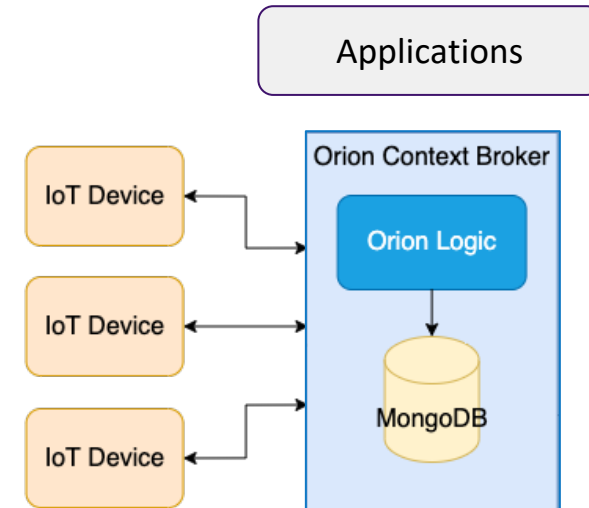 Applications
Orion Context Broker
IoT Device
Orion Logic
IoT Device
MongoDB
IoT Device